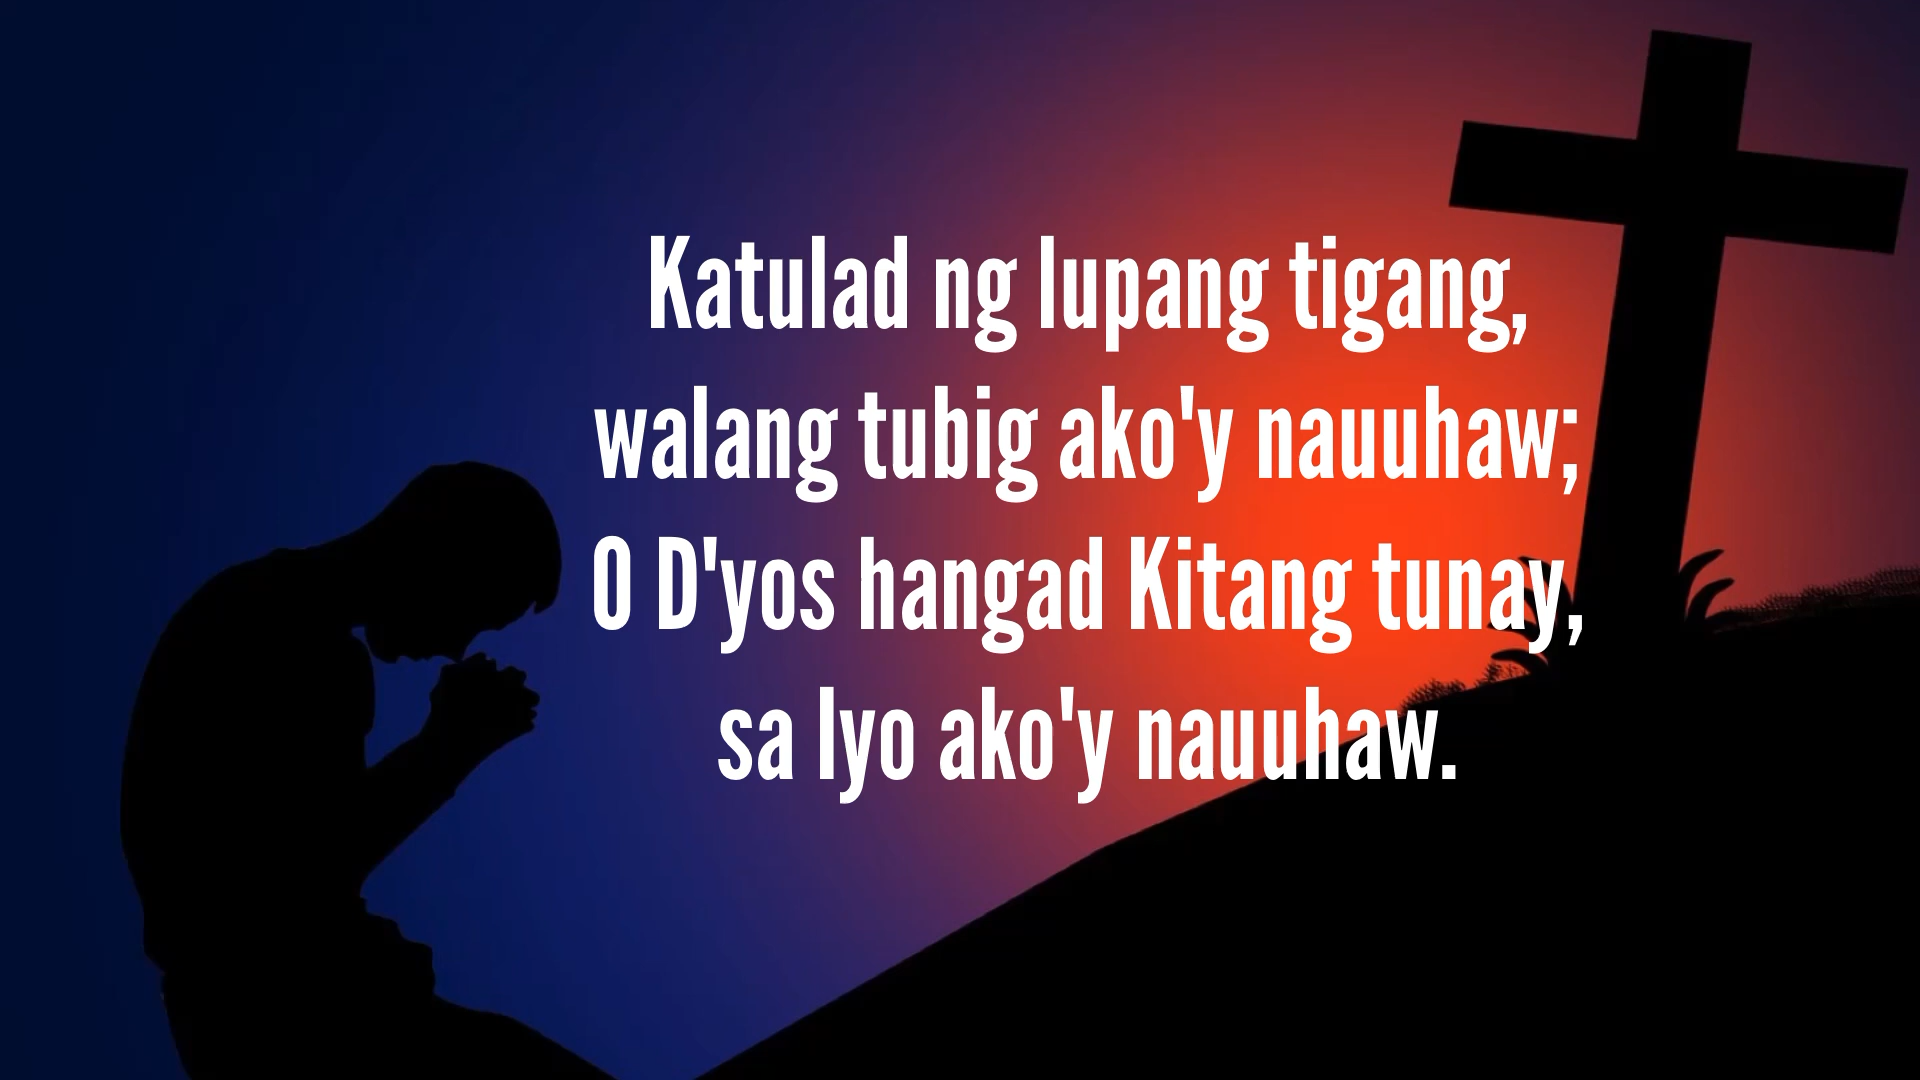 Katulad ng lupang tigang,
walang tubig ako'y nauuhaw;
O D'yos hangad Kitang tunay,
sa Iyo ako'y nauuhaw.